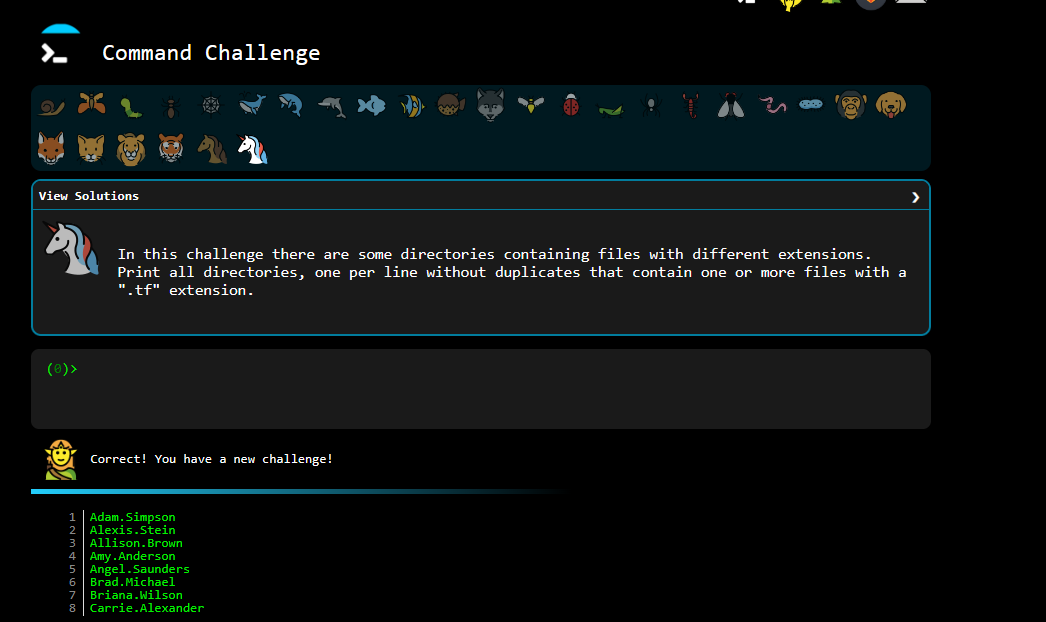 Command Challenge
View Solutions
In this challenge there are some directories containing files with different extensions.
Print all directories, one per line without duplicates that contain one or more files with a
".tf" extension.
(0)>
Correct! You have a new challenge!
1 Adam.Simpson
2 Alexis.Stein
3 Allison.Brown
4 Amy.Anderson
5 Angel.Saunders
6 Brad.Michael
7 Briana.Wilson
8 Carrie.Alexander